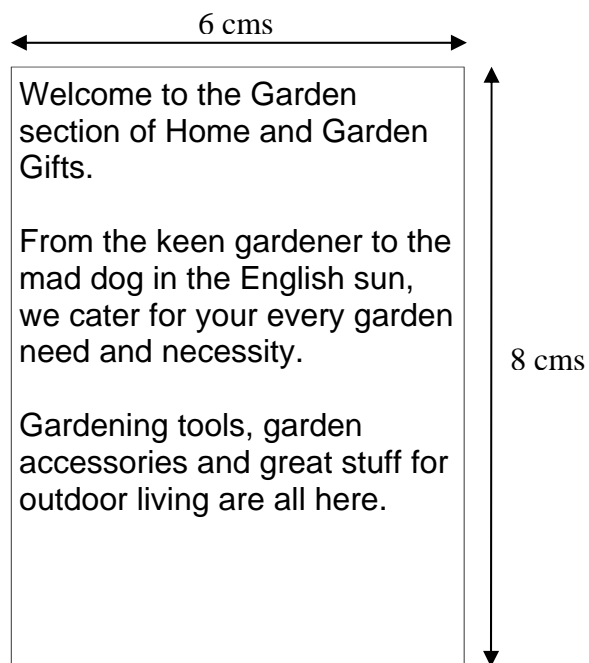 6 cms
Welcome to the Garden
section of Home and Garden
Gifts.
From the keen gardener to the
mad dog in the English sun,
we cater for your every garden
need and necessity.
8 cms
Gardening tools, garden
accessories and great stuff for
outdoor living are all here.